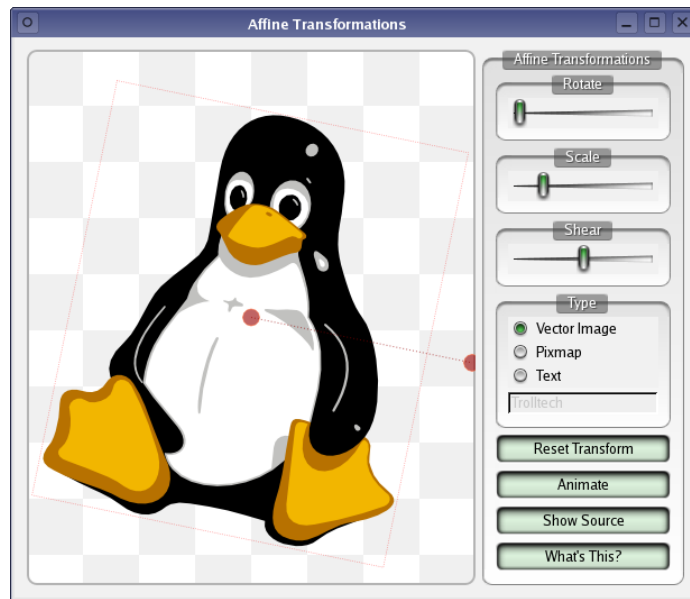 Affine Transformations
Affine Transformations
Rotate
Scale
Shear
Type
Vector Image
Pixmap
Text
Trolltech
Reset Transform
Animate
Show Source
What's This?